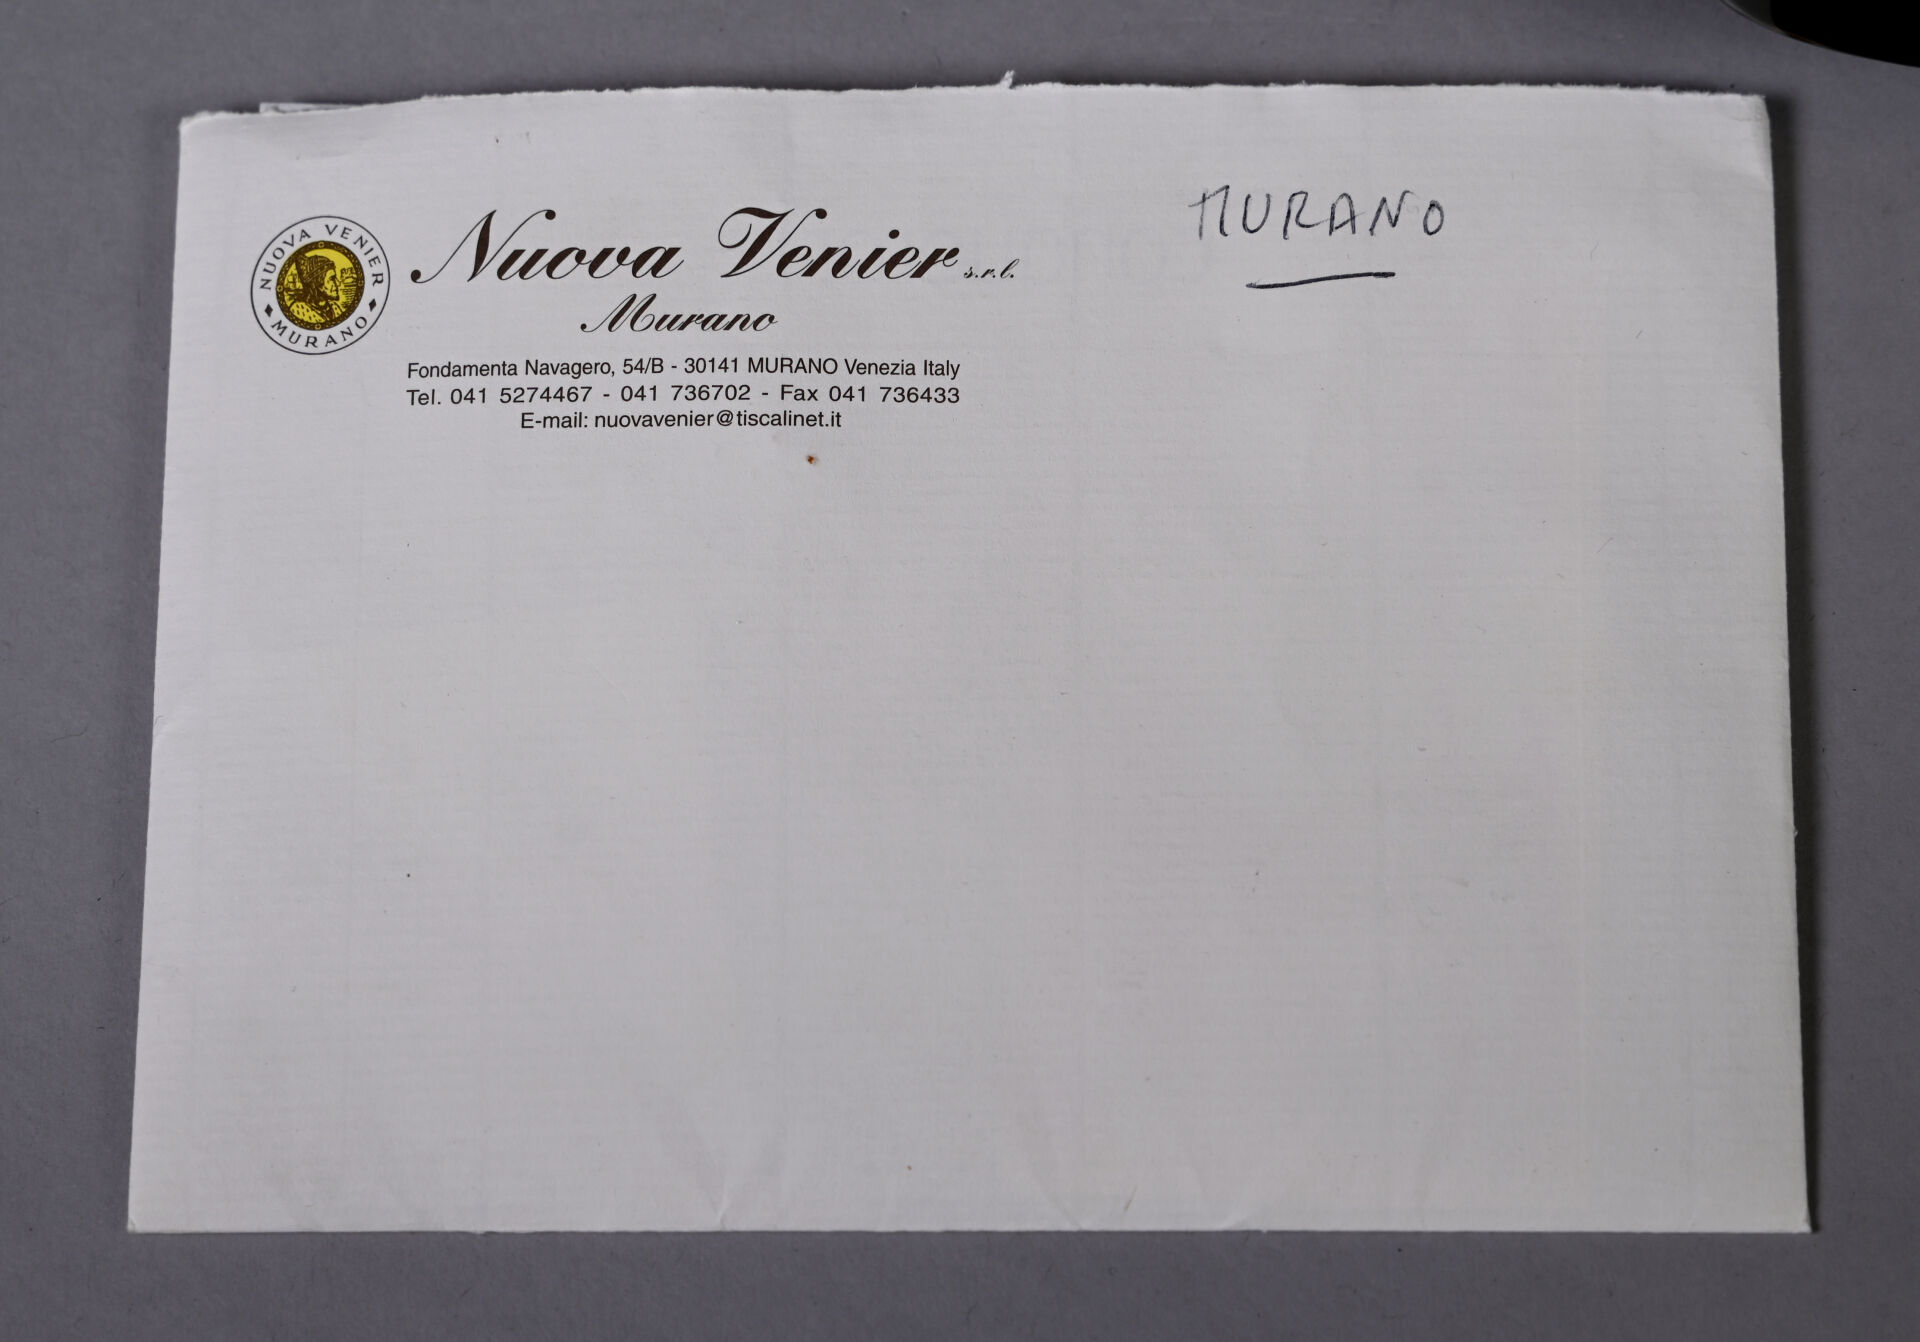 NUOVA VENIER
MURANO
Nuova Venier s.r.l.
Murano
Fondamenta Navagero, 54/B - 30141 MURANO Venezia Italy
Tel. 041 5274467 - 041 736702 - Fax 041 736433
E-mail: nuovavenier@tiscalinet.it
MURANO